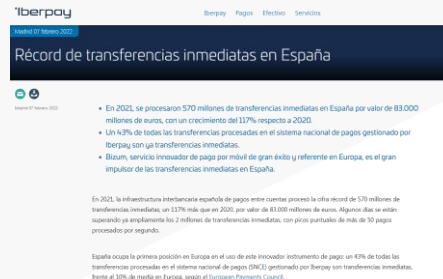 Iberpay
Iberpay Pagos Efectivo Servicios
Madrid 07 febrero 2022
Récord de transferencias inmediatas en España
Madrid 07 febrero 2022
• En 2021, se procesaron 570 millones de transferencias inmediatas en España por valor de 83.000
millones de euros, con un crecimiento del 117% respecto a 2020.
• Un 43% de todas las transferencias procesadas en el sistema nacional de pagos gestionado por
Iberpay son ya transferencias inmediatas.
• Bizum, servicio innovador de pago por móvil de gran éxito y referente en Europa, es el gran
impulsor de las transferencias inmediatas en España.
En 2021, la infraestructura interbancaria española de pagos entre cuentas procesó la cifra récord de 570 millones de
transferencias inmediatas, un 117% más que en 2020, por valor de 83.000 millones de euros. Algunos días se están
superando ya ampliamente los 2 millones de transferencias inmediatas, con picos puntuales de más de 50 pagos
procesados por segundo.
España ocupa la primera posición en Europa en el uso de este innovador instrumento de pago: un 43% de todas las
transferencias procesadas en el sistema nacional de pagos (SNCE) gestionado por Iberpay son transferencias inmediatas,
frente al 10% de media en Europa, según el European Payments Council.